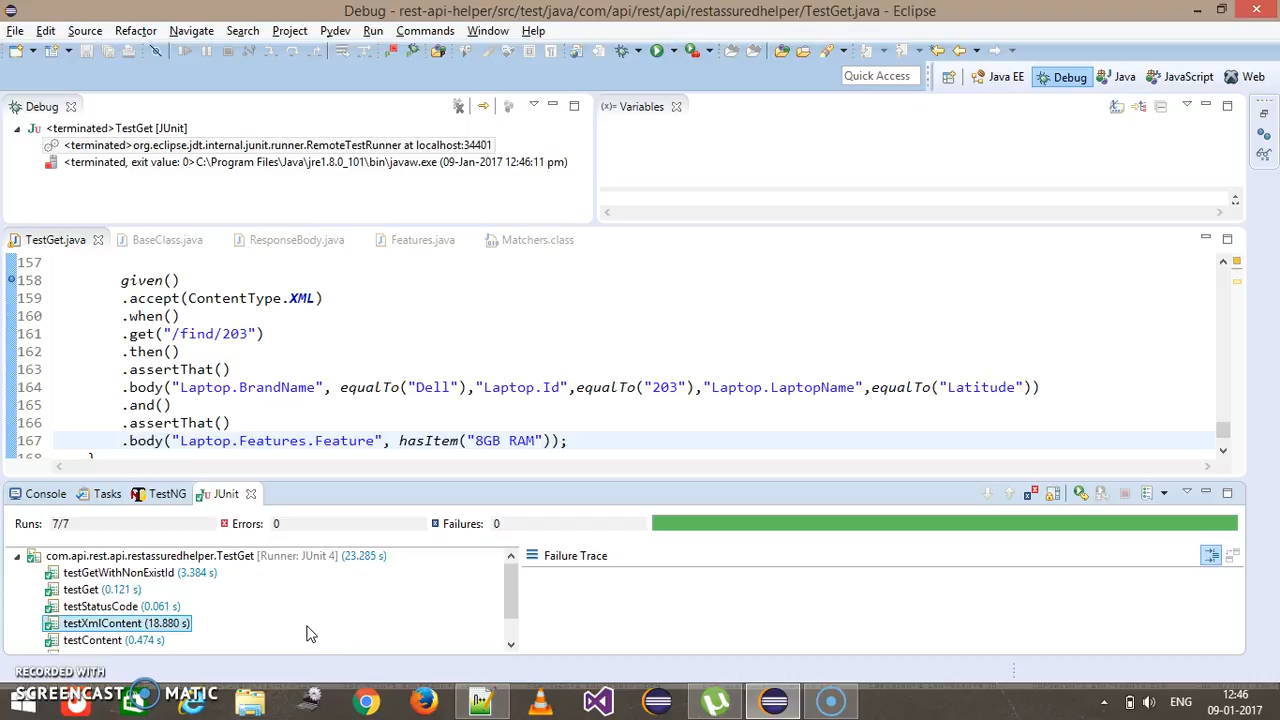 Debug - rest-api-helper/src/test/java/com/api/rest/api/restassuredhelper/TestGet.java - Eclipse
File Edit Source Refactor Navigate Search Project Pydev Run Commands Window Help
Quick Access Java EE Debug Java JavaScript Web
Debug (x)= Variables
<terminated>TestGet [JUnit]
<terminated>org.eclipse.jdt.internal.junit.runner.RemoteTestRunner at localhost:34401
<terminated, exit value: 0>C:\Program Files\Java\jre1.8.0_101\bin\javaw.exe (09-Jan-2017 12:46:11 pm)
TestGet.java BaseClass.java ResponseBody.java Features.java Matchers.class
157
158 given()
159 .accept(ContentType.XML)
160 .when()
161 .get("/find/203")
162 .then()
163 .assertThat()
164 .body("Laptop.BrandName", equalTo("Dell"),"Laptop.Id",equalTo("203"),"Laptop.LaptopName",equalTo("Latitude"))
165 .and()
166 .assertThat()
167 .body("Laptop.Features.Feature", hasItem("8GB RAM"));
168 }
Console Tasks TestNG JUnit
Runs: 7/7 Errors: 0 Failures: 0
com.api.rest.api.restassuredhelper.TestGet [Runner: JUnit 4] (23.285 s) Failure Trace
testGetWithNonExistId (3.384 s)
testGet (0.121 s)
testStatusCode (0.061 s)
testXmlContent (18.880 s)
testContent (0.474 s)
RECORDED WITH
SCREENCAST MATIC
ENG 12:46
09-01-2017